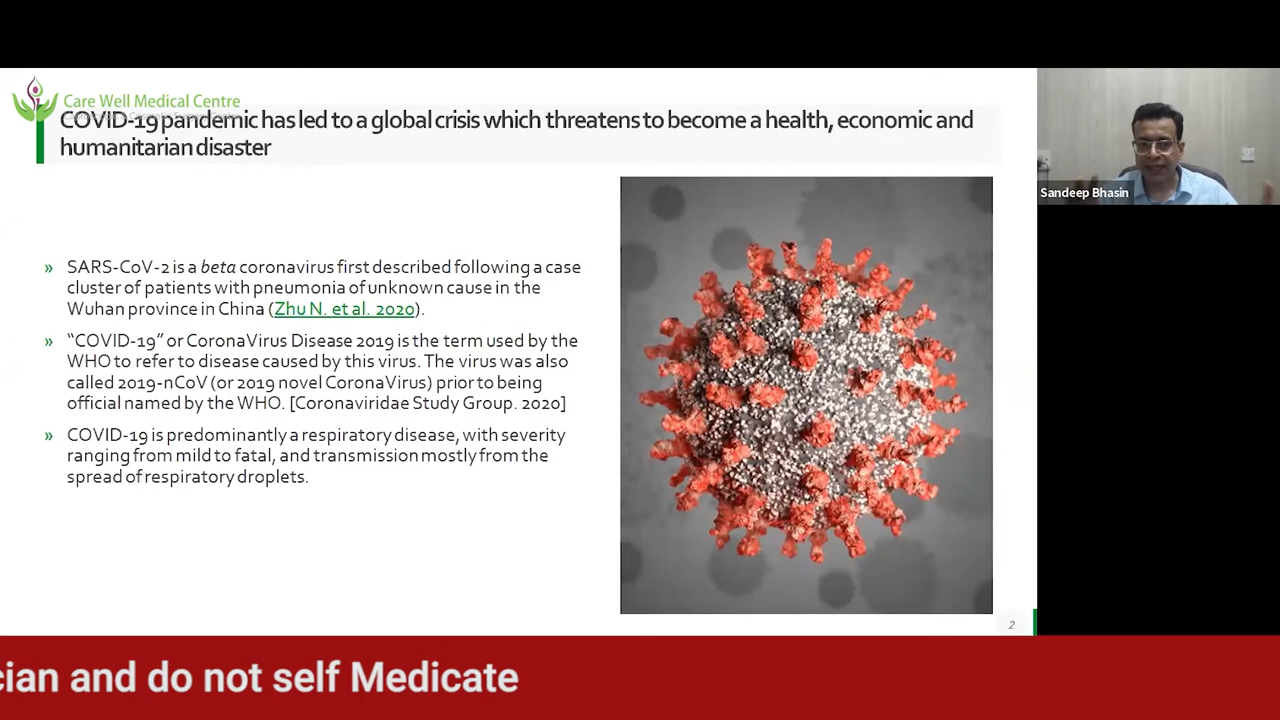 Care Well Medical Centre
COVID-19 pandemic has led to a global crisis which threatens to become a health, economic and
humanitarian disaster
Sandeep Bhasin
» SARS-CoV-2 is a beta coronavirus first described following a case
cluster of patients with pneumonia of unknown cause in the
Wuhan province in China (Zhu N. et al. 2020).
» “COVID-19” or CoronaVirus Disease 2019 is the term used by the
WHO to refer to disease caused by this virus. The virus was also
called 2019-nCoV (or 2019 novel CoronaVirus) prior to being
official named by the WHO. [Coronaviridae Study Group. 2020]
» COVID-19 is predominantly a respiratory disease, with severity
ranging from mild to fatal, and transmission mostly from the
spread of respiratory droplets.
2
cian and do not self Medicate